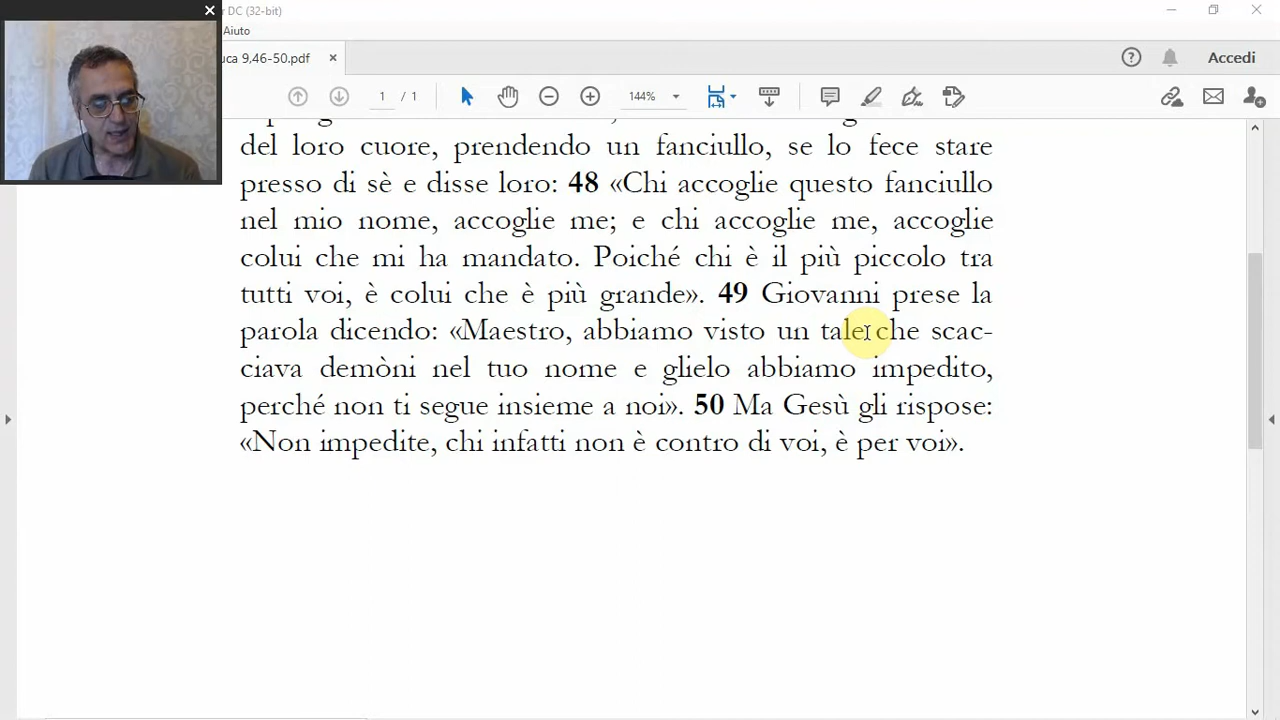 r DC (32-bit)
Aiuto
uca 9,46-50.pdf
Accedi
1 / 1
144%
del loro cuore, prendendo un fanciullo, se lo fece stare
presso di sè e disse loro: 48 «Chi accoglie questo fanciullo
nel mio nome, accoglie me; e chi accoglie me, accoglie
colui che mi ha mandato. Poiché chi è il più piccolo tra
tutti voi, è colui che è più grande». 49 Giovanni prese la
parola dicendo: «Maestro, abbiamo visto un tale che scac-
ciava demòni nel tuo nome e glielo abbiamo impedito,
perché non ti segue insieme a noi». 50 Ma Gesù gli rispose:
«Non impedite, chi infatti non è contro di voi, è per voi».